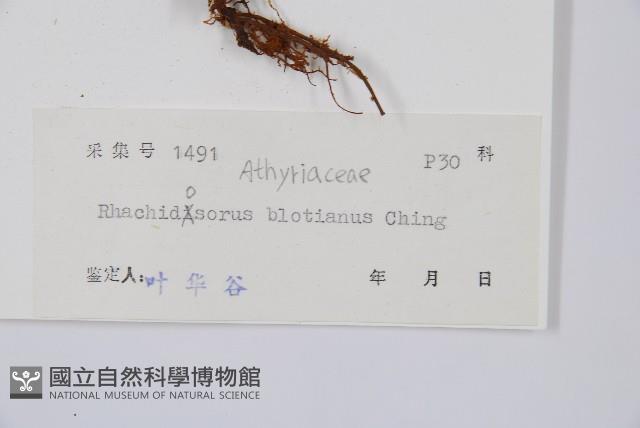 采集号 1491 P30 科
Athyriaceae
o
Rhachidisorus blotianus Ching
鉴定人: 叶华谷 年 月 日
國立自然科學博物館
NATIONAL MUSEUM OF NATURAL SCIENCE